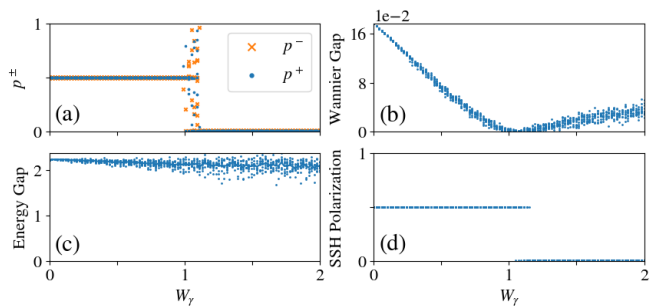 1
p±
0
(a)
× p−
• p+
1e−2
16
8
0
Wannier Gap
(b)
2
1
0
Energy Gap
(c)
0
1
2
Wγ
1
0
SSH Polarization
(d)
0
1
2
Wγ